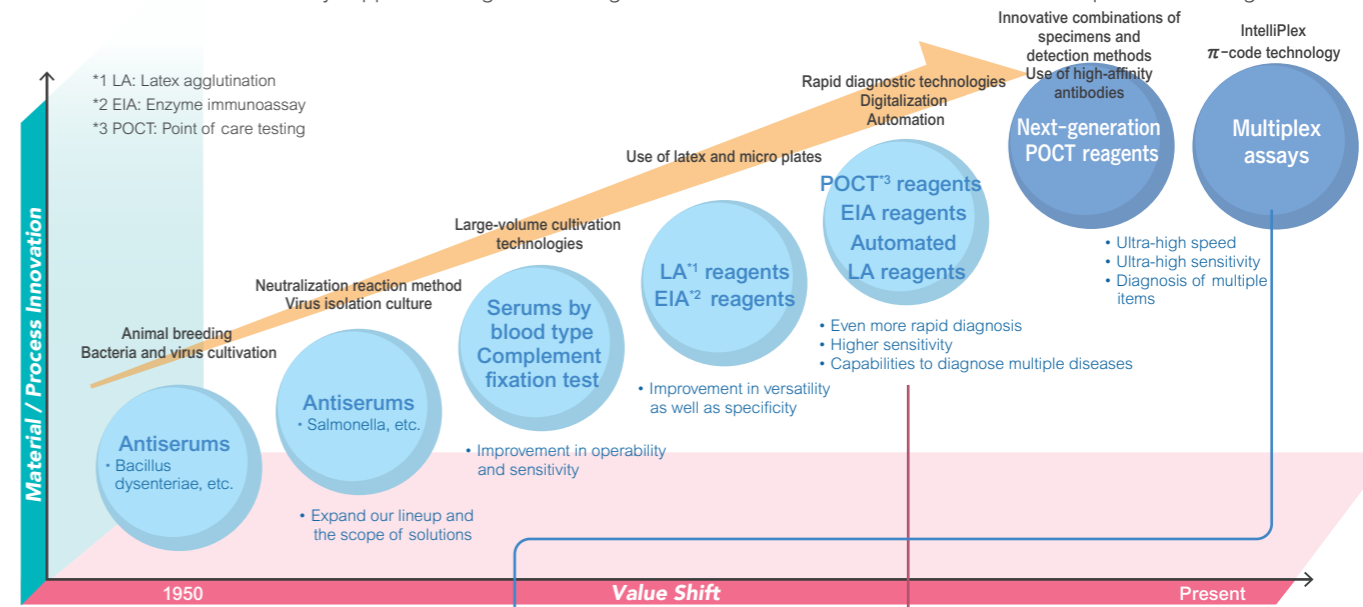 Innovative combinations of
specimens and
detection methods
Use of high-affinity
antibodies
IntelliPlex
π-code technology
*1 LA: Latex agglutination
*2 EIA: Enzyme immunoassay
*3 POCT: Point of care testing
Rapid diagnostic technologies
Digitalization
Automation
Next-generation
POCT reagents
Multiplex
assays
Use of latex and micro plates
POCT*3 reagents
EIA reagents
Automated
LA reagents
Large-volume cultivation
technologies
LA*1 reagents
EIA*2 reagents
• Ultra-high speed
• Ultra-high sensitivity
• Diagnosis of multiple
items
Neutralization reaction method
Virus isolation culture
Serums by
blood type
Complement
fixation test
• Even more rapid diagnosis
• Higher sensitivity
• Capabilities to diagnose multiple diseases
Animal breeding
Bacteria and virus cultivation
Antiserums
・Salmonella, etc.
• Improvement in versatility
as well as specificity
Antiserums
・Bacillus
dysenteriae, etc.
• Improvement in operability
and sensitivity
• Expand our lineup and
the scope of solutions
Material / Process Innovation
1950
Value Shift
Present